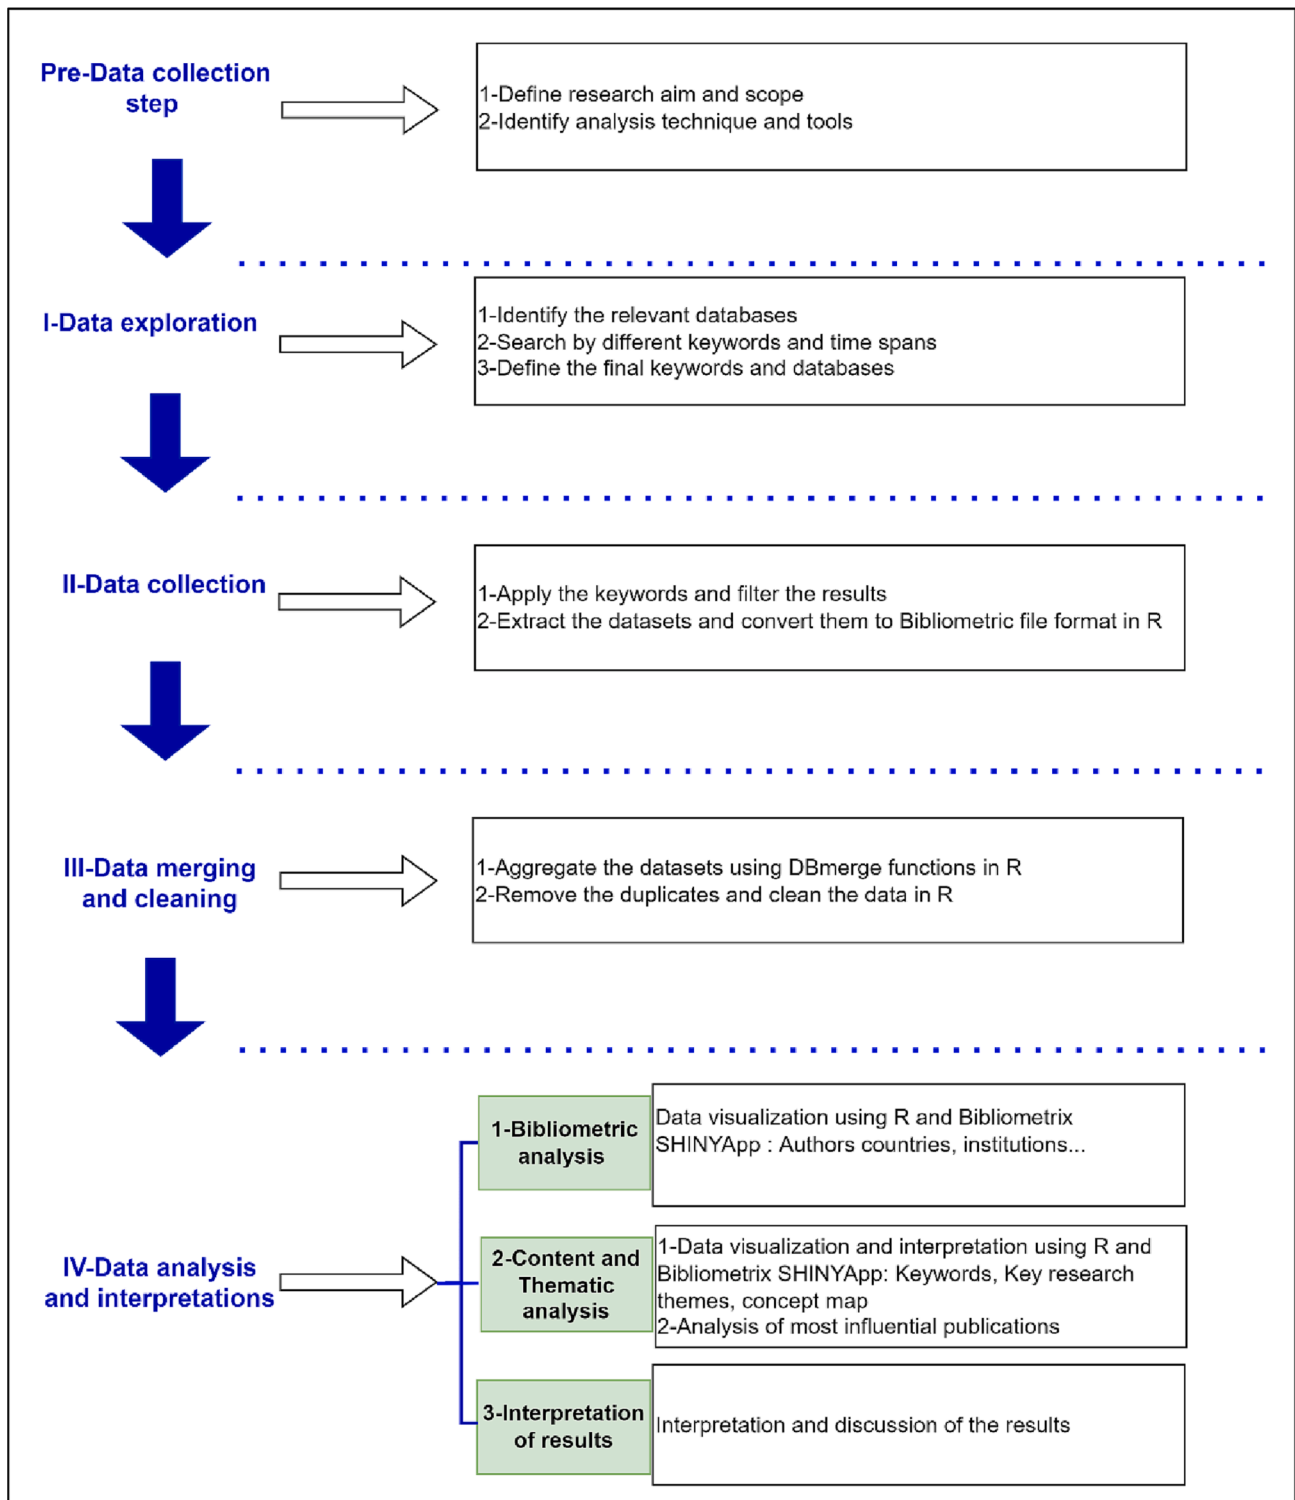 Pre-Data collection
step
1-Define research aim and scope
2-Identify analysis technique and tools
I-Data exploration
1-Identify the relevant databases
2-Search by different keywords and time spans
3-Define the final keywords and databases
II-Data collection
1-Apply the keywords and filter the results
2-Extract the datasets and convert them to Bibliometric file format in R
III-Data merging
and cleaning
1-Aggregate the datasets using DBmerge functions in R
2-Remove the duplicates and clean the data in R
IV-Data analysis
and interpretations
1-Bibliometric
analysis
Data visualization using R and Bibliometrix
SHINYApp : Authors countries, institutions...
2-Content and
Thematic
analysis
1-Data visualization and interpretation using R and
Bibliometrix SHINYApp: Keywords, Key research
themes, concept map
2-Analysis of most influential publications
3-Interpretation
of results
Interpretation and discussion of the results